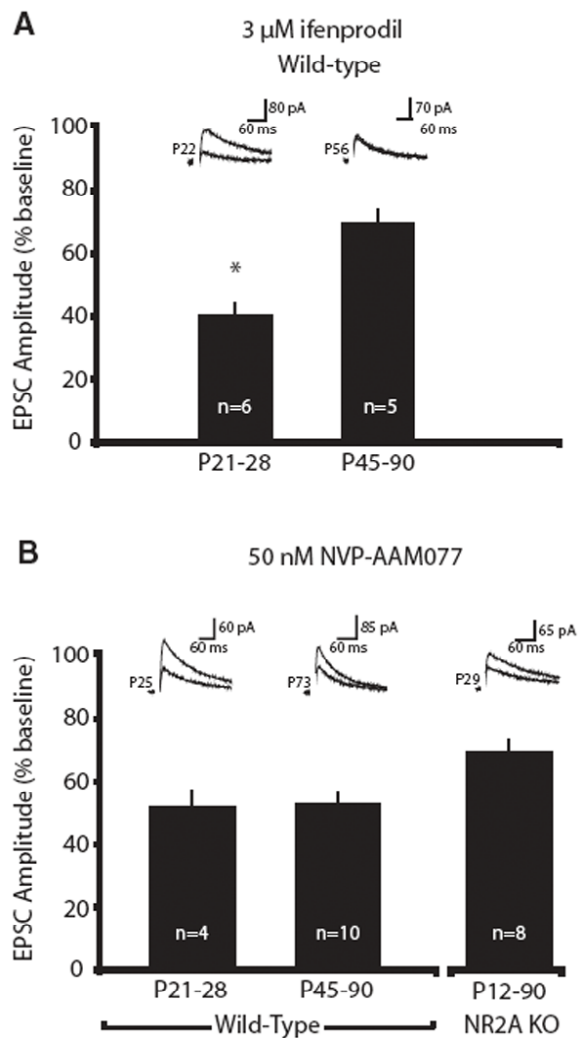 A
3 μM ifenprodil
Wild-type
80 pA
60 ms
P22
70 pA
60 ms
P56
EPSC Amplitude (% baseline)
100
80
60
40
20
0
*
n=6
n=5
P21-28
P45-90
B
50 nM NVP-AAM077
60 pA
60 ms
P25
85 pA
60 ms
P73
65 pA
60 ms
P29
EPSC Amplitude (% baseline)
100
80
60
40
20
0
n=4
n=10
n=8
P21-28
P45-90
P12-90
Wild-Type
NR2A KO